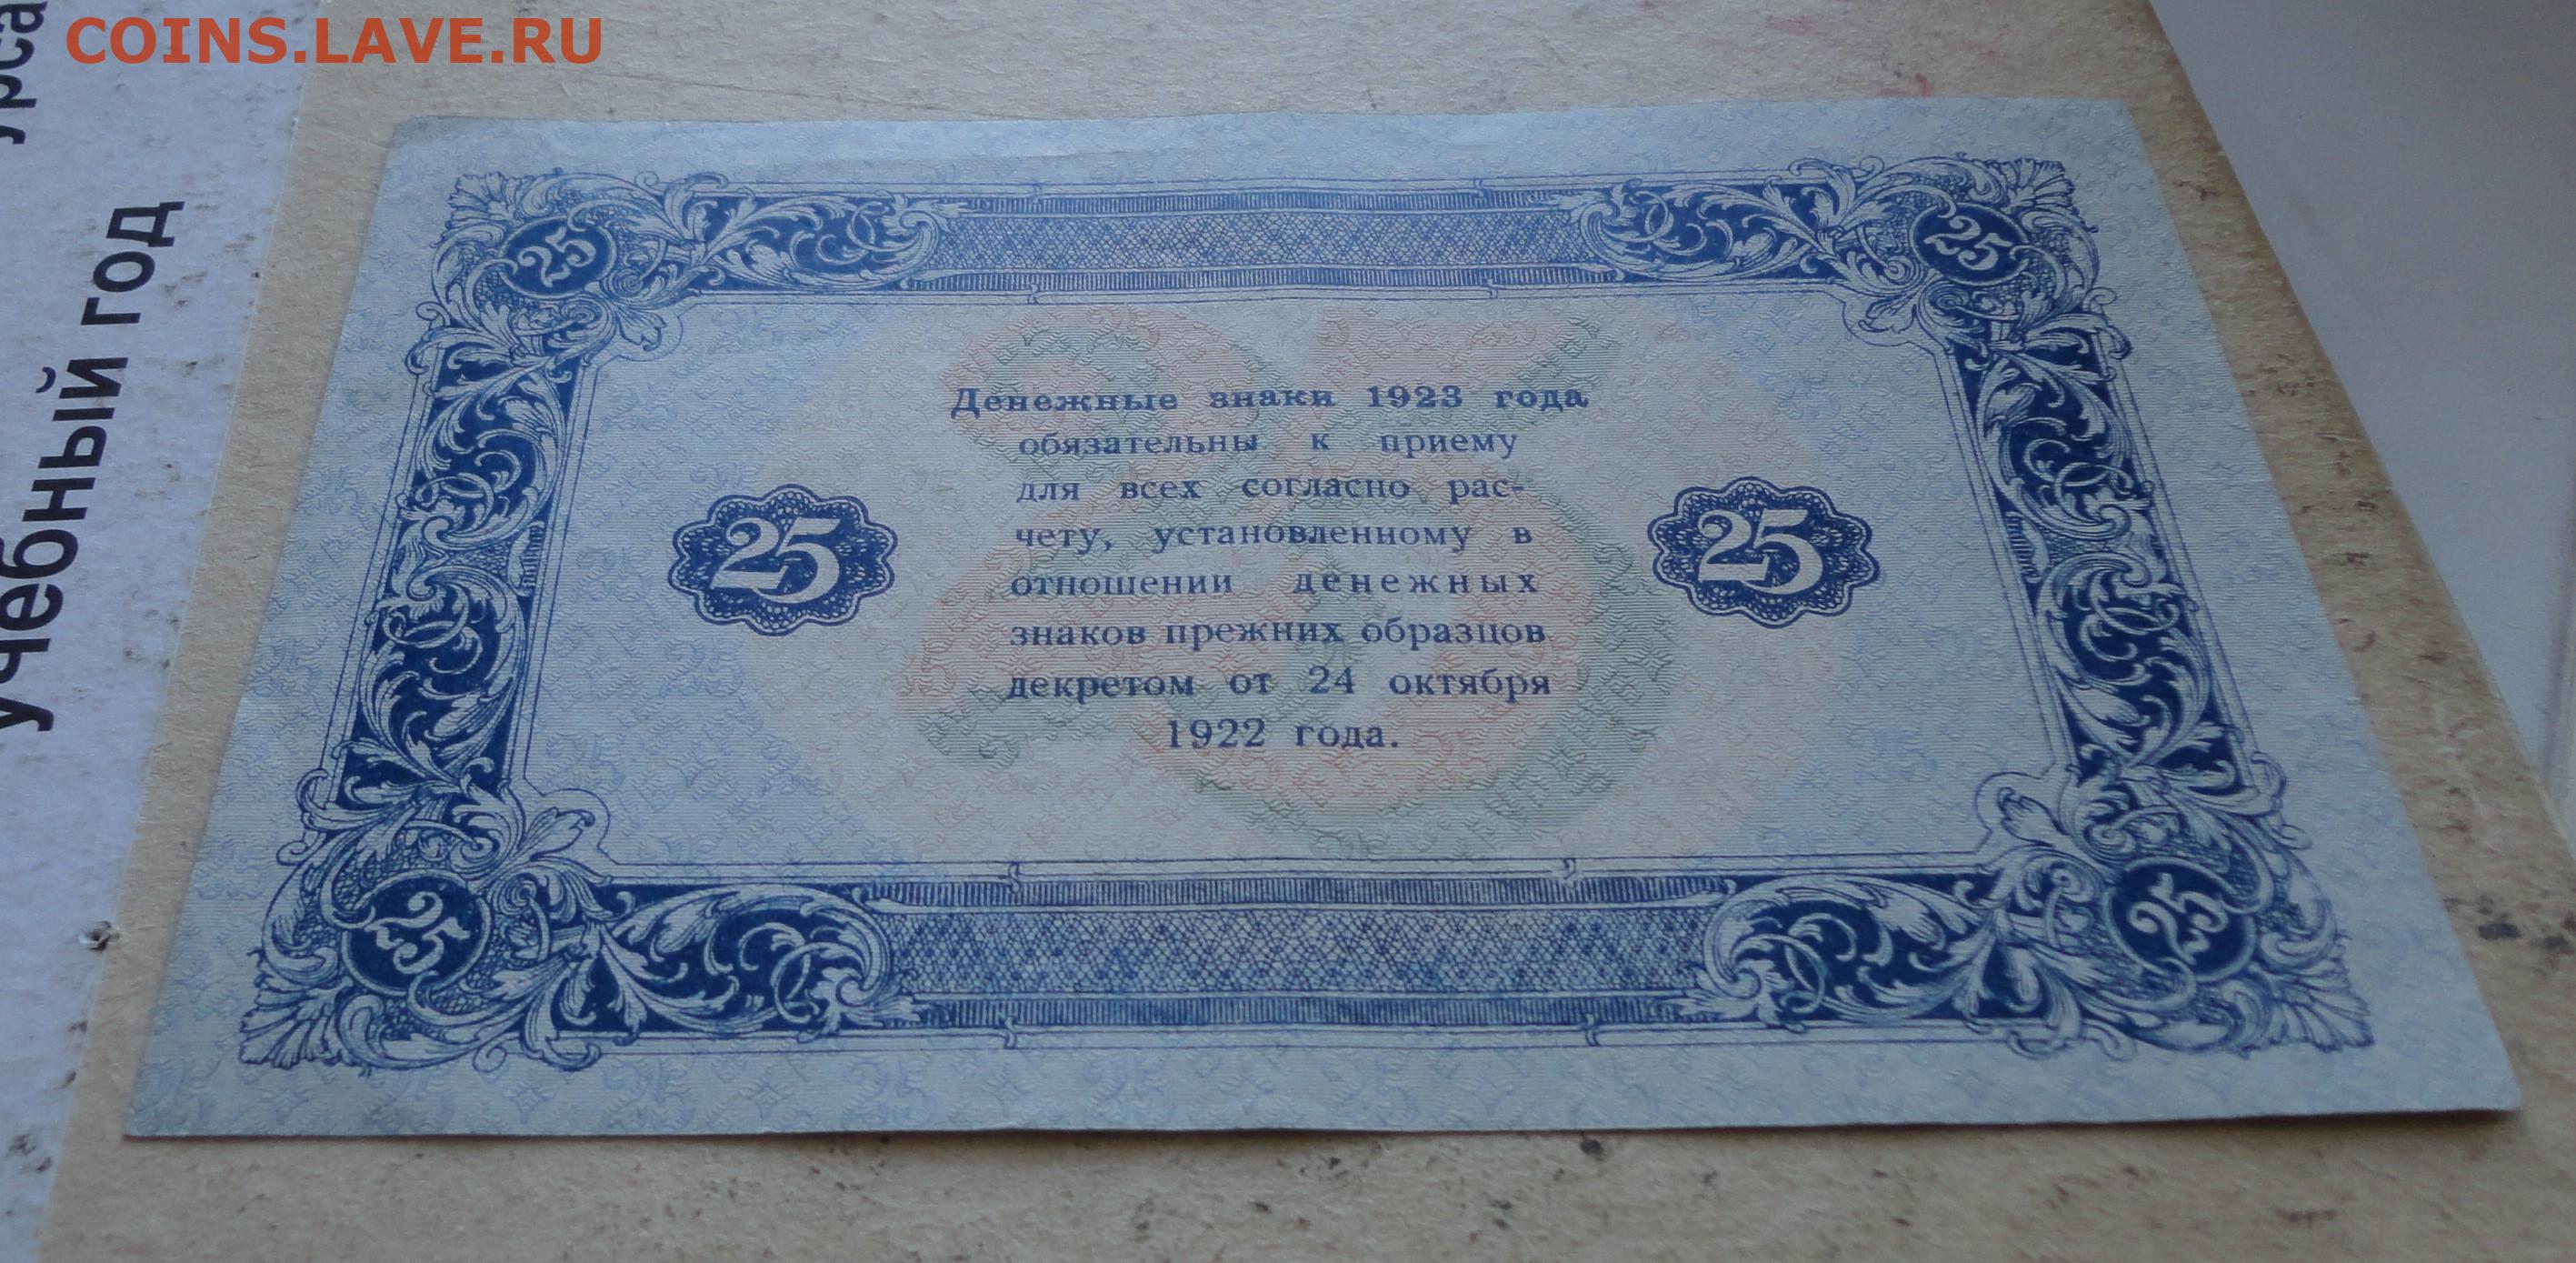 COINS.LAVE.RU
учебный год
25
25
Денежные знаки 1923 года
обязательны к приему
для всех согласно рас-
чету, установленному в
отношении денежных
знаков прежних образцов
декретом от 24 октября
1922 года.
25
25
25
25